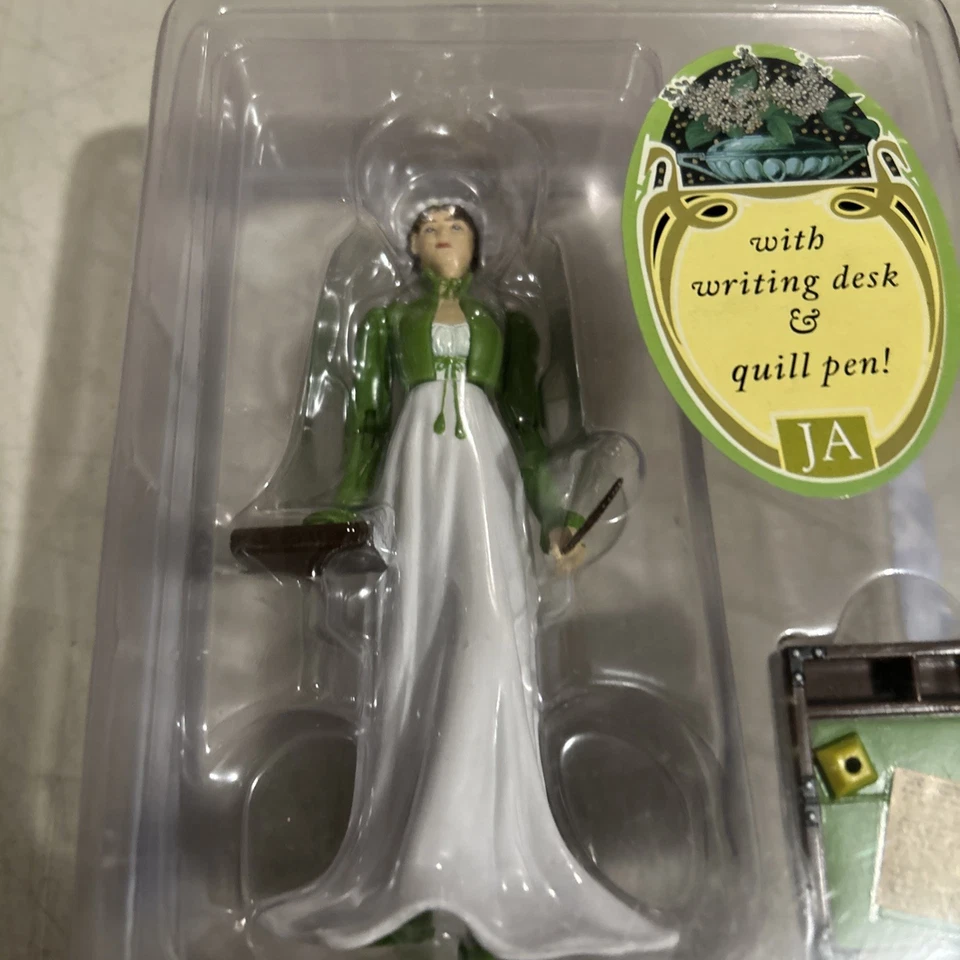 with
writing desk
&
quill pen!
JA